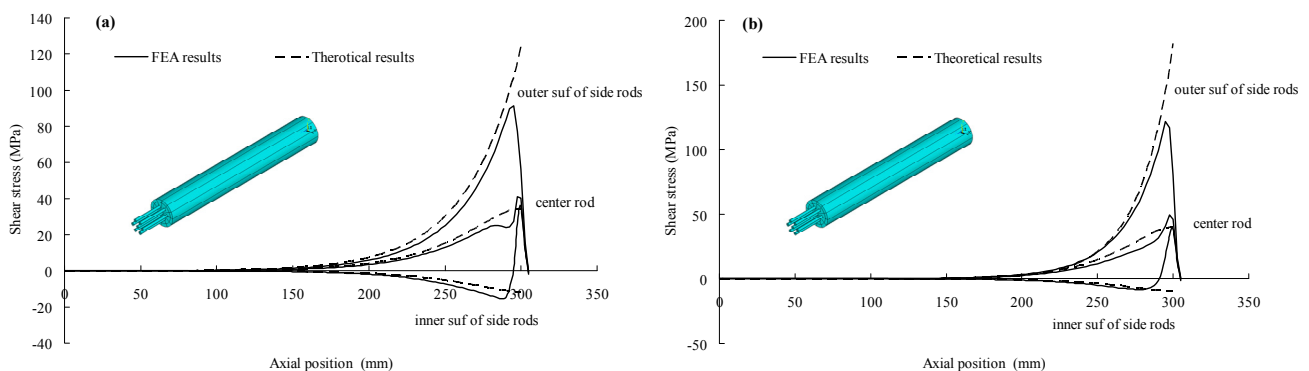 (a)
FEA results
Therotical results
outer suf of side rods
center rod
inner suf of side rods
Shear stress (MPa)
140
120
100
80
60
40
20
0
-20
-40
0 50 100 150 200 250 300 350
Axial position (mm)
(b)
FEA results
Theoretical results
outer suf of side rods
center rod
inner suf of side rods
Shear stress (MPa)
200
150
100
50
0
-50
0 50 100 150 200 250 300 350
Axial position (mm)